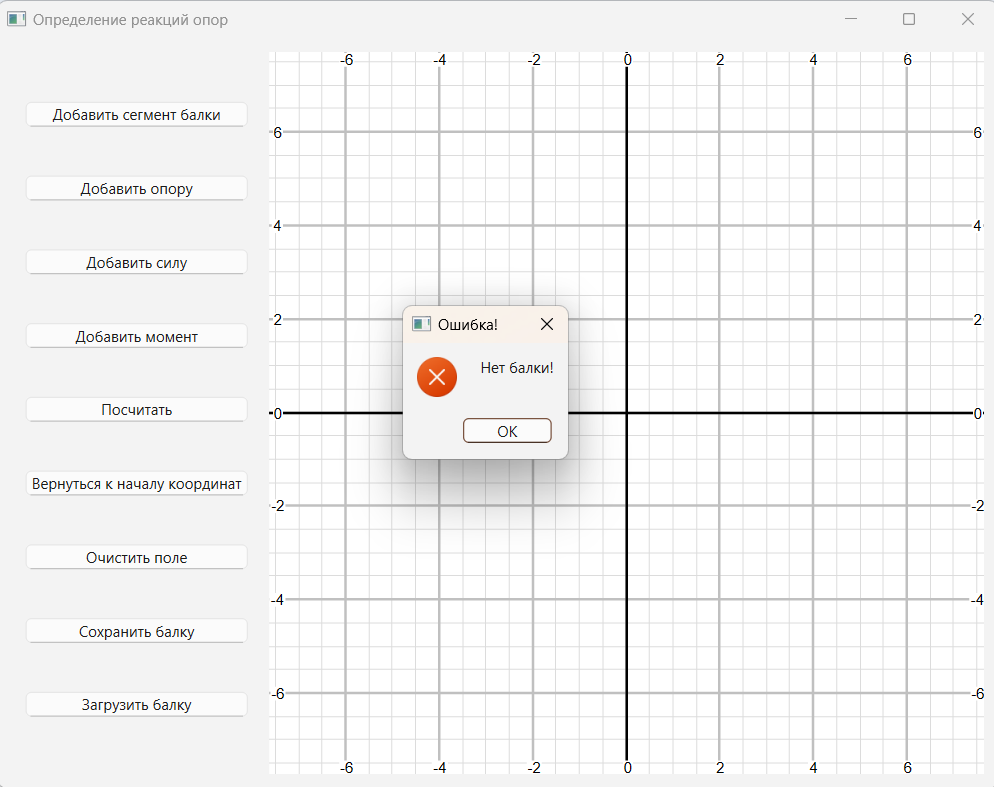 Определение реакций опор
-6 -4 -2 0 2 4 6
Добавить сегмент балки
6 6
Добавить опору
4 4
Добавить силу
2 2
Ошибка!
Добавить момент
Нет балки!
Посчитать
0 0
OK
Вернуться к началу координат
-2 -2
Очистить поле
-4 -4
Сохранить балку
-6 -6
Загрузить балку
-6 -4 -2 0 2 4 6